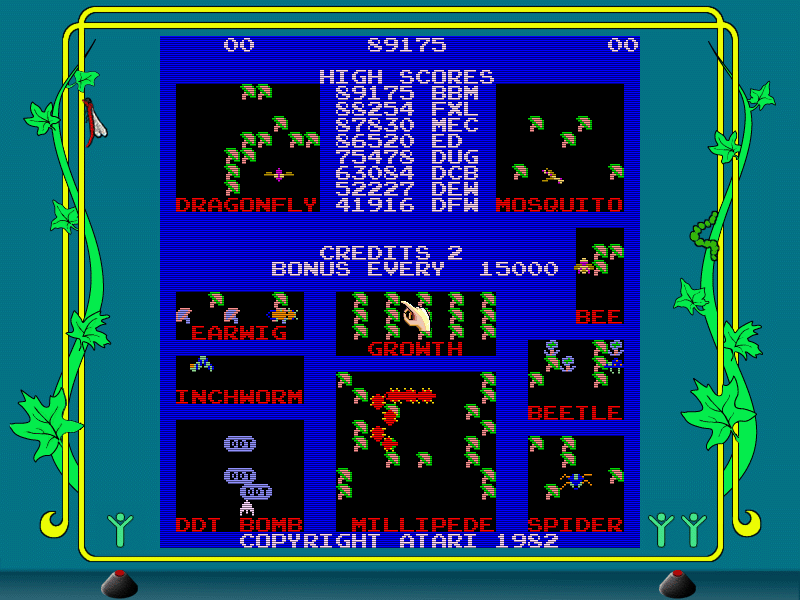 00 89175 00
HIGH SCORES
89175 BBM
88254 FXL
87830 MEC
86520 ED
75478 DUG
63084 DCB
52227 DEW
41916 DFW
DRAGONFLY
MOSQUITO
CREDITS 2
BONUS EVERY 15000
BEE
EARWIG
GROWTH
INCHWORM
BEETLE
DDT
DDT
DDT
DDT BOMB
MILLIPEDE
SPIDER
COPYRIGHT ATARI 1982